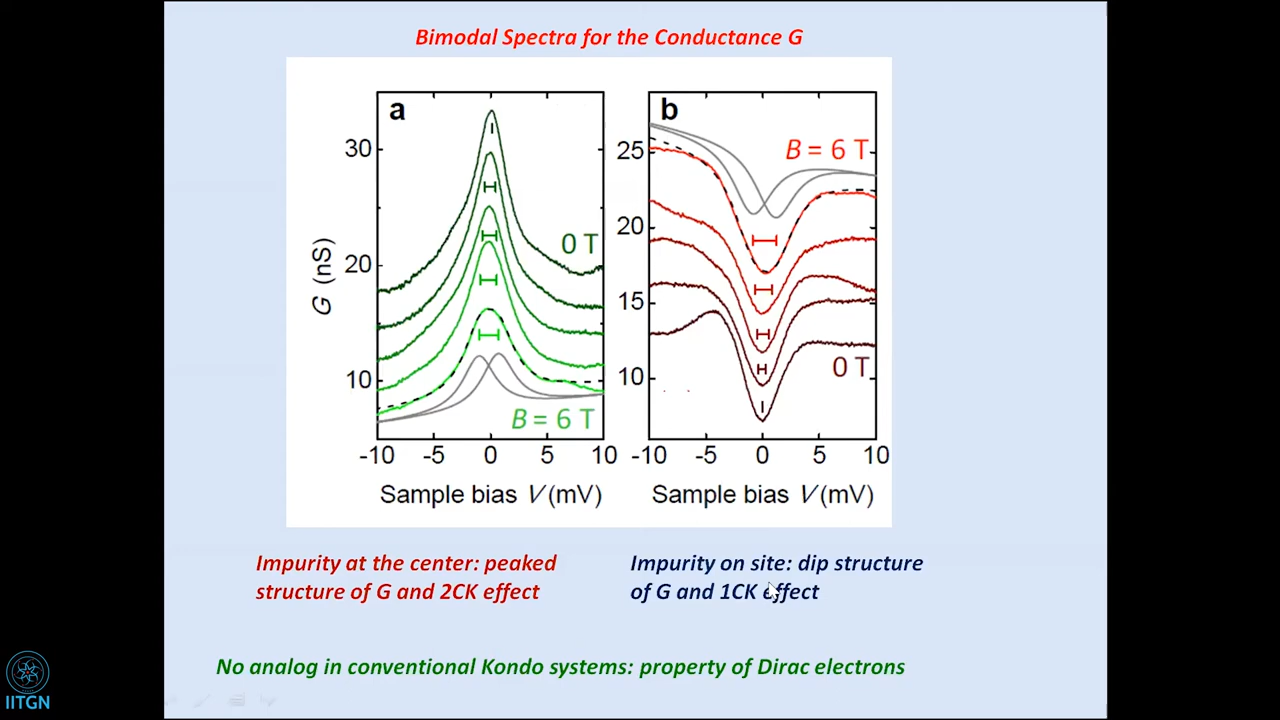 Bimodal Spectra for the Conductance G
a
30
20
10
G (nS)
0 T
B = 6 T
-10 -5 0 5 10
Sample bias V (mV)
b
25
20
15
10
B = 6 T
0 T
-10 -5 0 5 10
Sample bias V (mV)
Impurity at the center: peaked
structure of G and 2CK effect
Impurity on site: dip structure
of G and 1CK effect
No analog in conventional Kondo systems: property of Dirac electrons
IITGN